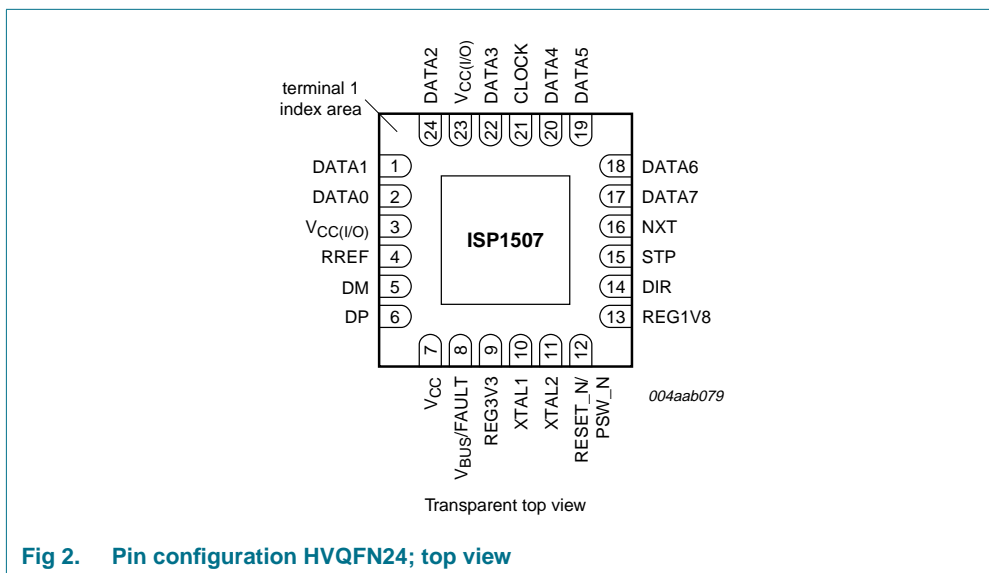 DATA2
VCC(I/O)
DATA3
CLOCK
DATA4
DATA5
terminal 1
index area
24
23
22
21
20
19
DATA1 1
DATA0 2
VCC(I/O) 3
RREF 4
DM 5
DP 6
ISP1507
18 DATA6
17 DATA7
16 NXT
15 STP
14 DIR
13 REG1V8
7
8
9
10
11
12
VCC
VBUS/FAULT
REG3V3
XTAL1
XTAL2
RESET_N/
PSW_N
004aab079
Transparent top view
Fig 2. Pin configuration HVQFN24; top view